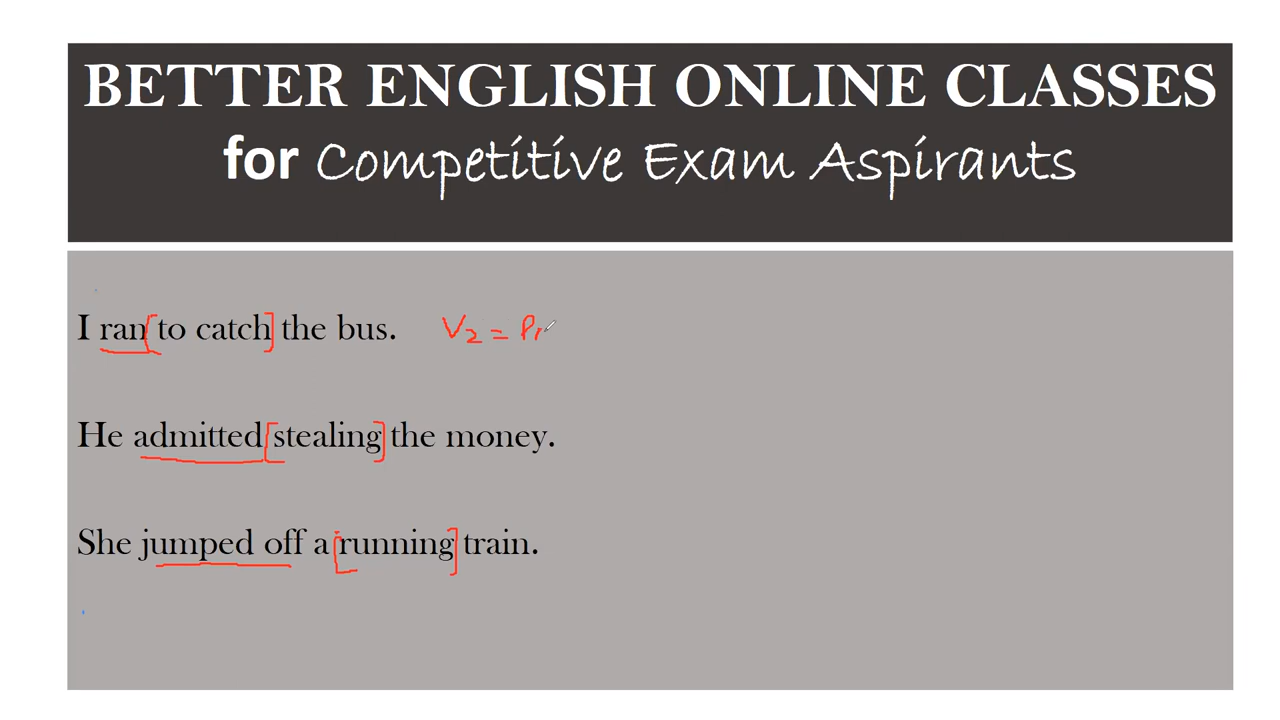 BETTER ENGLISH ONLINE CLASSES
for Competitive Exam Aspirants
I ran to catch the bus. V2 =
He admitted stealing the money.
She jumped off a running train.